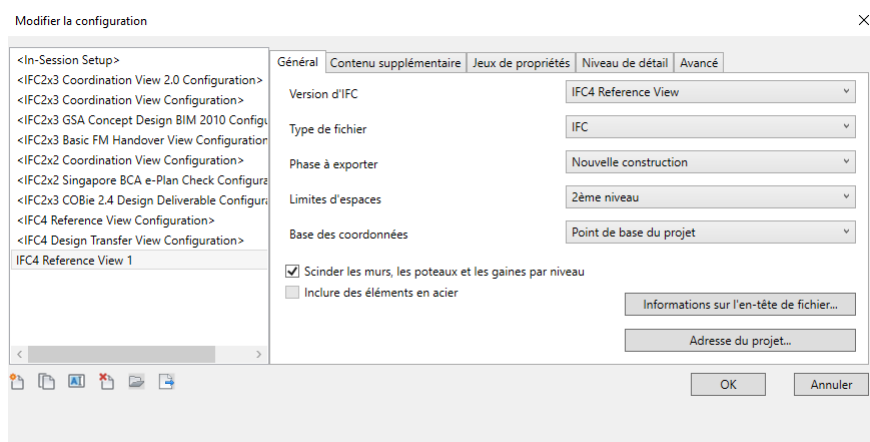 Modifier la configuration
<In-Session Setup>
<IFC2x3 Coordination View 2.0 Configuration>
<IFC2x3 Coordination View Configuration>
<IFC2x3 GSA Concept Design BIM 2010 Configu
<IFC2x3 Basic FM Handover View Configuration
<IFC2x2 Coordination View Configuration>
<IFC2x2 Singapore BCA e-Plan Check Configura
<IFC2x3 COBie 2.4 Design Deliverable Configura
<IFC4 Reference View Configuration>
<IFC4 Design Transfer View Configuration>
IFC4 Reference View 1
Général Contenu supplémentaire Jeux de propriétés Niveau de détail Avancé
Version d'IFC IFC4 Reference View
Type de fichier IFC
Phase à exporter Nouvelle construction
Limites d'espaces 2ème niveau
Base des coordonnées Point de base du projet
Scinder les murs, les poteaux et les gaines par niveau
Inclure des éléments en acier
Informations sur l'en-tête de fichier...
Adresse du projet...
OK Annuler